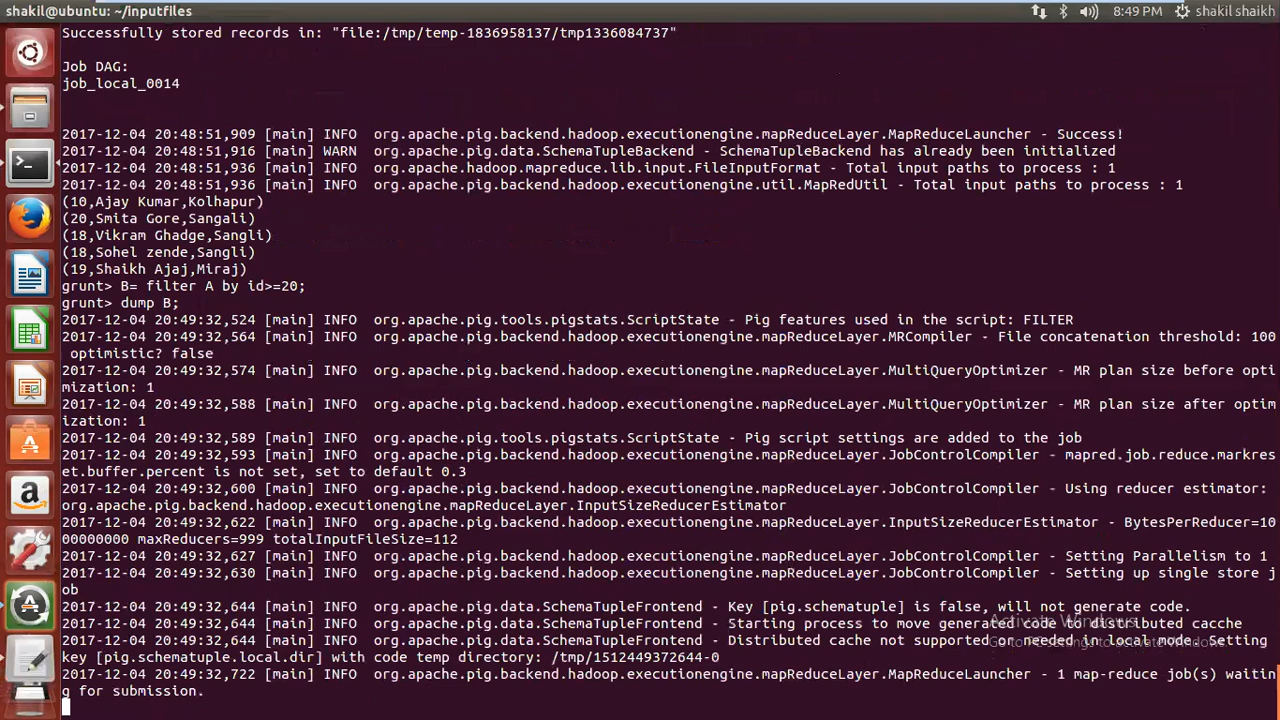 shakil@ubuntu: ~/inputfiles
8:49 PM
shakil shaikh
Successfully stored records in: "file:/tmp/temp-1836958137/tmp1336084737"
Job DAG:
job_local_0014
2017-12-04 20:48:51,909 [main] INFO  org.apache.pig.backend.hadoop.executionengine.mapReduceLayer.MapReduceLauncher - Success!
2017-12-04 20:48:51,916 [main] WARN  org.apache.pig.data.SchemaTupleBackend - SchemaTupleBackend has already been initialized
2017-12-04 20:48:51,936 [main] INFO  org.apache.hadoop.mapreduce.lib.input.FileInputFormat - Total input paths to process : 1
2017-12-04 20:48:51,936 [main] INFO  org.apache.pig.backend.hadoop.executionengine.util.MapRedUtil - Total input paths to process : 1
(10,Ajay Kumar,Kolhapur)
(20,Smita Gore,Sangali)
(18,Vikram Ghadge,Sangli)
(18,Sohel zende,Sangli)
(19,Shaikh Ajaj,Miraj)
grunt> B= filter A by id>=20;
grunt> dump B;
2017-12-04 20:49:32,524 [main] INFO  org.apache.pig.tools.pigstats.ScriptState - Pig features used in the script: FILTER
2017-12-04 20:49:32,564 [main] INFO  org.apache.pig.backend.hadoop.executionengine.mapReduceLayer.MRCompiler - File concatenation threshold: 100
 optimistic? false
2017-12-04 20:49:32,574 [main] INFO  org.apache.pig.backend.hadoop.executionengine.mapReduceLayer.MultiQueryOptimizer - MR plan size before opti
mization: 1
2017-12-04 20:49:32,588 [main] INFO  org.apache.pig.backend.hadoop.executionengine.mapReduceLayer.MultiQueryOptimizer - MR plan size after optim
ization: 1
2017-12-04 20:49:32,589 [main] INFO  org.apache.pig.tools.pigstats.ScriptState - Pig script settings are added to the job
2017-12-04 20:49:32,593 [main] INFO  org.apache.pig.backend.hadoop.executionengine.mapReduceLayer.JobControlCompiler - mapred.job.reduce.markres
et.buffer.percent is not set, set to default 0.3
2017-12-04 20:49:32,600 [main] INFO  org.apache.pig.backend.hadoop.executionengine.mapReduceLayer.JobControlCompiler - Using reducer estimator:
org.apache.pig.backend.hadoop.executionengine.mapReduceLayer.InputSizeReducerEstimator
2017-12-04 20:49:32,622 [main] INFO  org.apache.pig.backend.hadoop.executionengine.mapReduceLayer.InputSizeReducerEstimator - BytesPerReducer=10
00000000 maxReducers=999 totalInputFileSize=112
2017-12-04 20:49:32,627 [main] INFO  org.apache.pig.backend.hadoop.executionengine.mapReduceLayer.JobControlCompiler - Setting Parallelism to 1
2017-12-04 20:49:32,630 [main] INFO  org.apache.pig.backend.hadoop.executionengine.mapReduceLayer.JobControlCompiler - Setting up single store j
ob
2017-12-04 20:49:32,644 [main] INFO  org.apache.pig.data.SchemaTupleFrontend - Key [pig.schematuple] is false, will not generate code.
2017-12-04 20:49:32,644 [main] INFO  org.apache.pig.data.SchemaTupleFrontend - Starting process to move generated code to distributed cacche
2017-12-04 20:49:32,644 [main] INFO  org.apache.pig.data.SchemaTupleFrontend - Distributed cache not supported or needed in local mode. Setting
key [pig.schematuple.local.dir] with code temp directory: /tmp/1512449372644-0
2017-12-04 20:49:32,722 [main] INFO  org.apache.pig.backend.hadoop.executionengine.mapReduceLayer.MapReduceLauncher - 1 map-reduce job(s) waitin
g for submission.
Activate Windows
Go to PC settings to activate Windows.